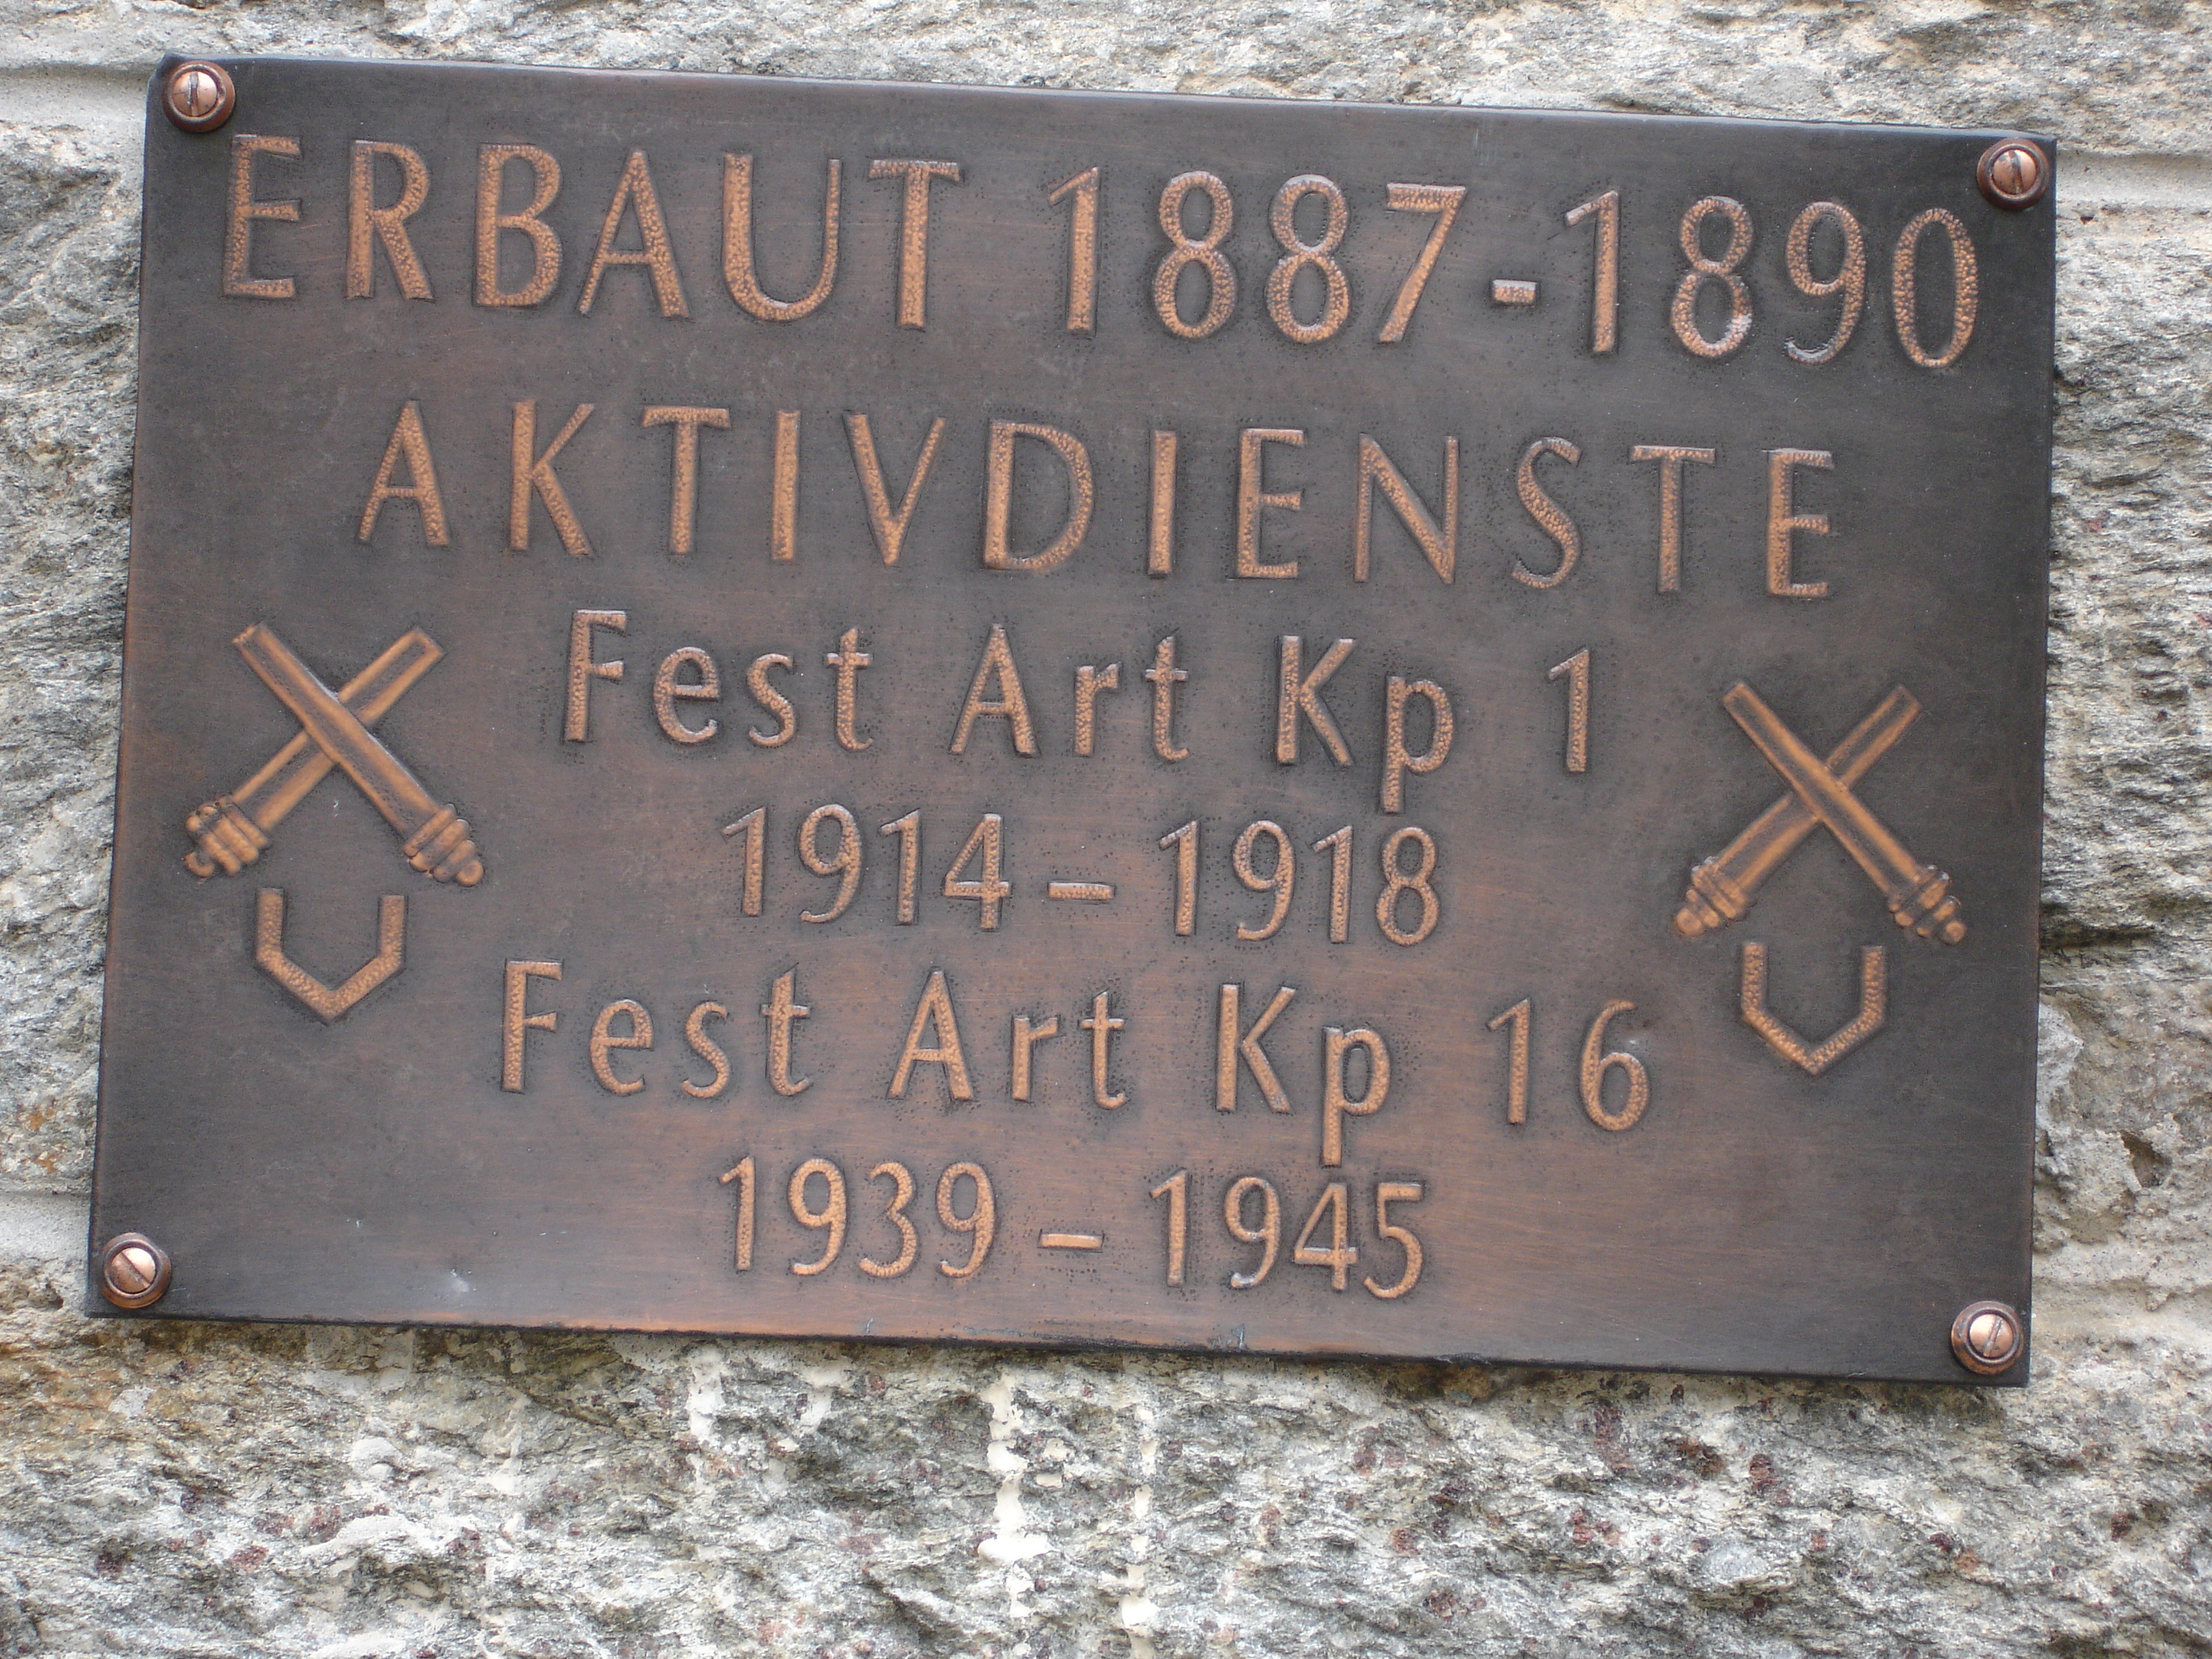 ERBAUT 1887-1890
AKTIVDIENSTE
Fest Art Kp 1
1914 – 1918
Fest Art Kp 16
1939 – 1945